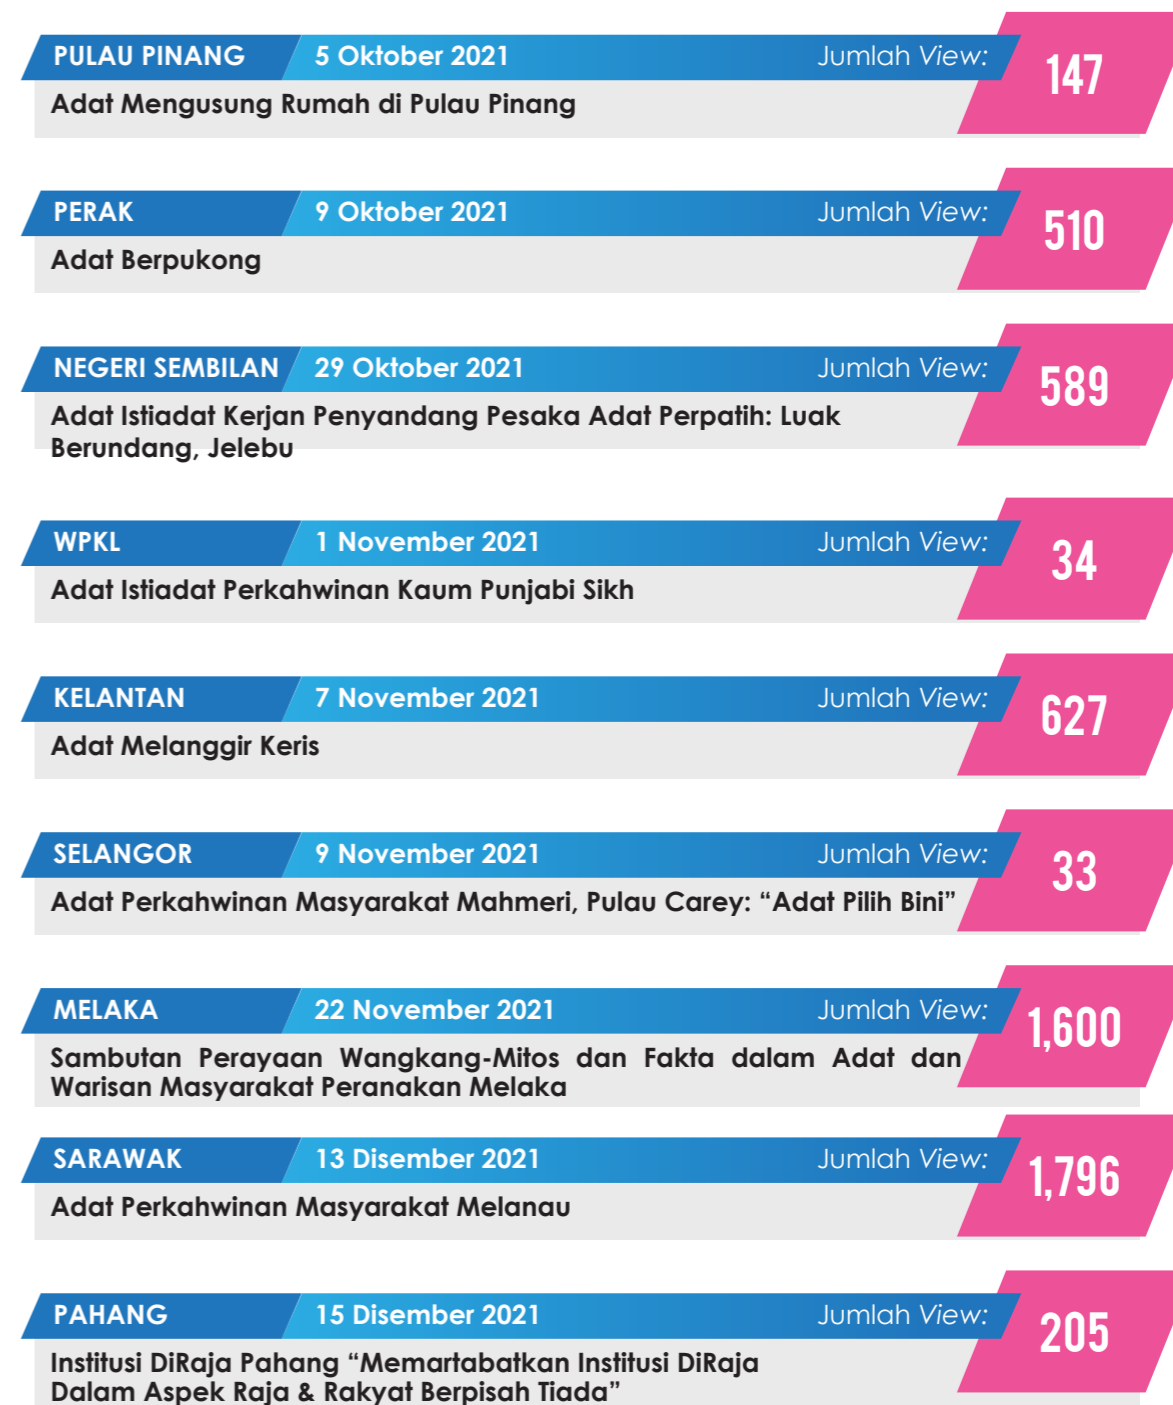 PULAU PINANG 5 Oktober 2021 Jumlah View: 147
Adat Mengusung Rumah di Pulau Pinang
PERAK 9 Oktober 2021 Jumlah View: 510
Adat Berpukong
NEGERI SEMBILAN 29 Oktober 2021 Jumlah View: 589
Adat Istiadat Kerjan Penyandang Pesaka Adat Perpatih: Luak
Berundang, Jelebu
WPKL 1 November 2021 Jumlah View: 34
Adat Istiadat Perkahwinan Kaum Punjabi Sikh
KELANTAN 7 November 2021 Jumlah View: 627
Adat Melanggir Keris
SELANGOR 9 November 2021 Jumlah View: 33
Adat Perkahwinan Masyarakat Mahmeri, Pulau Carey: “Adat Pilih Bini”
MELAKA 22 November 2021 Jumlah View: 1,600
Sambutan Perayaan Wangkang-Mitos dan Fakta dalam Adat dan
Warisan Masyarakat Peranakan Melaka
SARAWAK 13 Disember 2021 Jumlah View: 1,796
Adat Perkahwinan Masyarakat Melanau
PAHANG 15 Disember 2021 Jumlah View: 205
Institusi DiRaja Pahang “Memartabatkan Institusi DiRaja
Dalam Aspek Raja & Rakyat Berpisah Tiada”